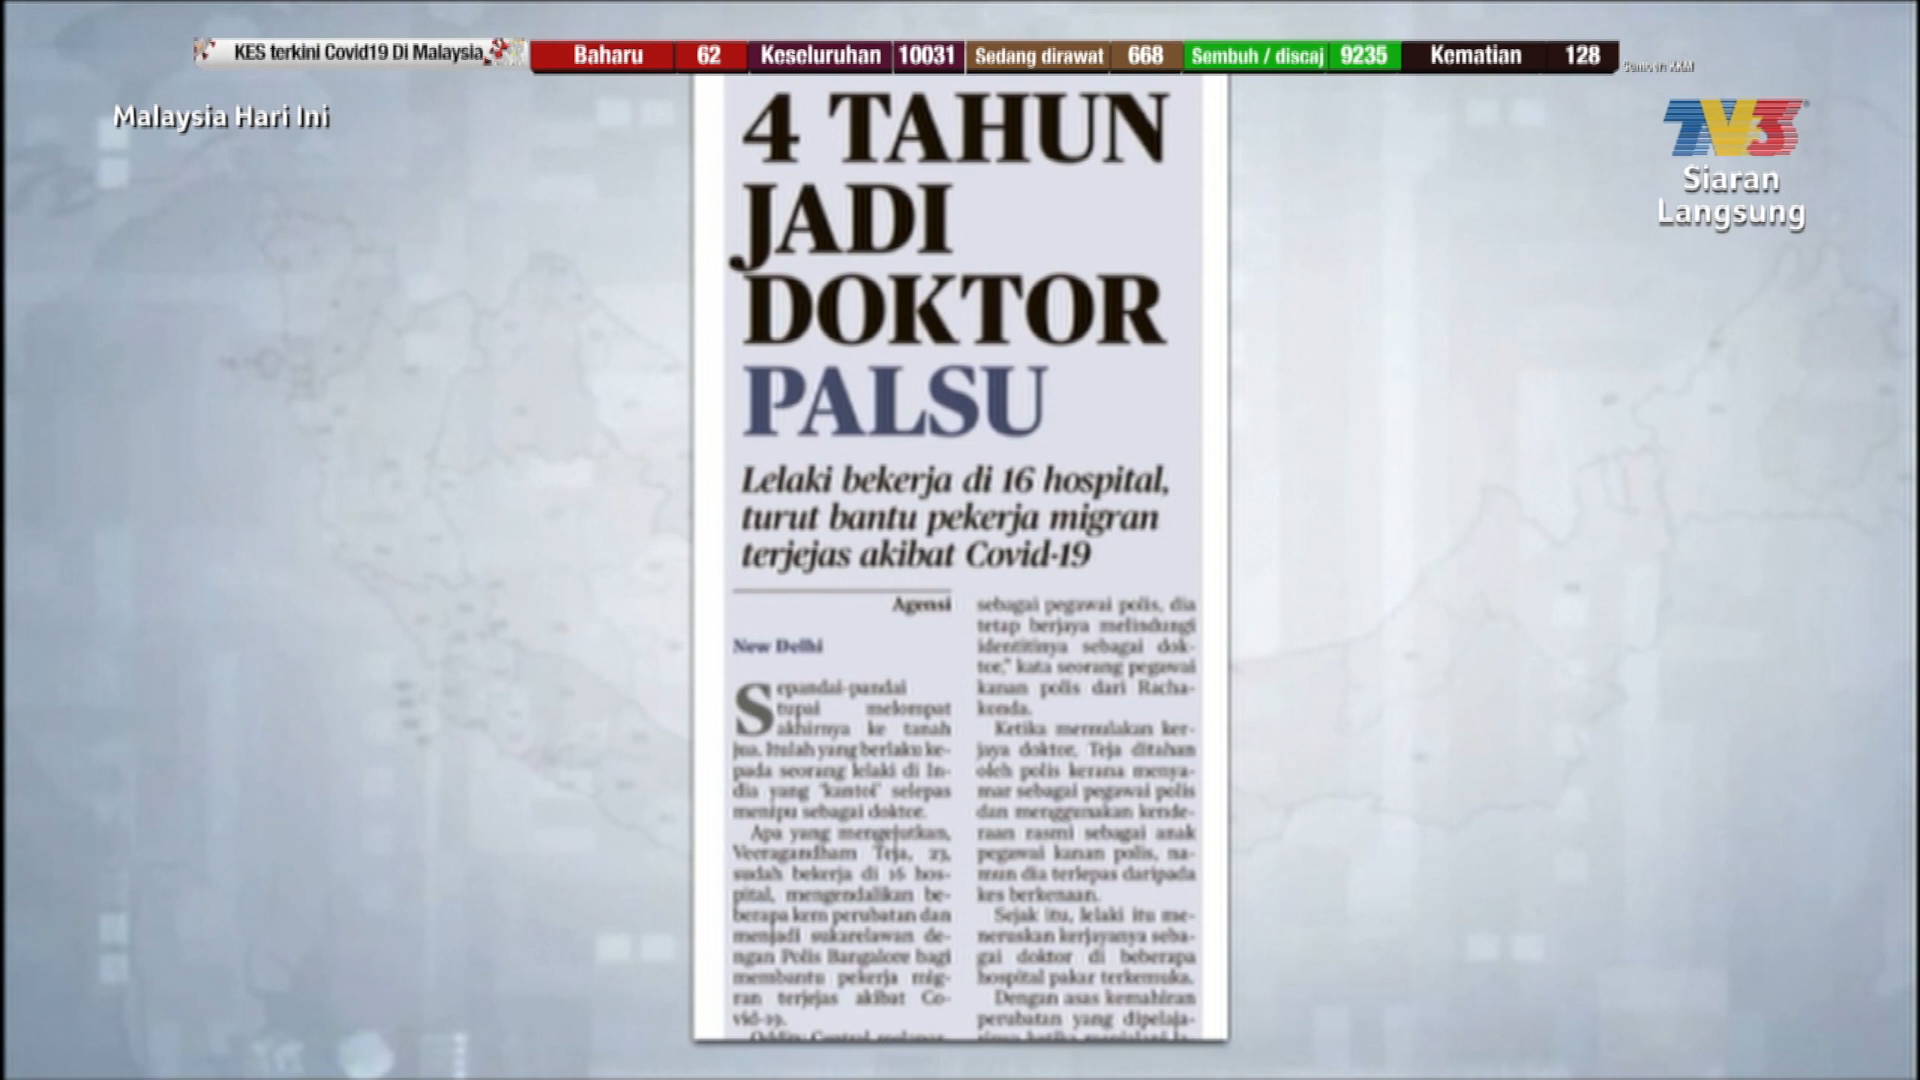 KES terkini Covid19 Di Malaysia
Baharu 62 Keseluruhan 10031 Sedang dirawat 668 Sembuh / discaj 9235 Kematian 128
Sumber: KKM
Malaysia Hari Ini
TV3
Siaran
Langsung
4 TAHUN
JADI
DOKTOR
PALSU
Lelaki bekerja di 16 hospital,
turut bantu pekerja migran
terjejas akibat Covid-19
Agensi
New Delhi
Sepandai-pandai
tupai melompat
akhirnya ke tanah
jua. Itulah yang berlaku ke-
pada seorang lelaki di In-
dia yang 'kantoi' selepas
menipu sebagai doktor.
Apa yang mengejutkan,
Veeragandham Teja, 23,
sudah bekerja di 16 hos-
pital, mengendalikan be-
berapa kem perubatan dan
menjadi sukarelawan de-
ngan Polis Bangalore bagi
membantu pekerja mig-
ran terjejas akibat Co-
vid-19.
Oddity Central melapor-
sebagai pegawai polis, dia
tetap berjaya melindungi
identitinya sebagai dok-
tor," kata seorang pegawai
kanan polis dari Racha-
konda.
Ketika memulakan ker-
jaya doktor, Teja ditahan
oleh polis kerana menya-
mar sebagai pegawai polis
dan menggunakan kende-
raan rasmi sebagai anak
pegawai kanan polis, na-
mun dia terlepas daripada
kes berkenaan.
Sejak itu, lelaki itu me-
neruskan kerjayanya seba-
gai doktor di beberapa
hospital pakar terkemuka.
Dengan asas kemahiran
perubatan yang dipelaja-